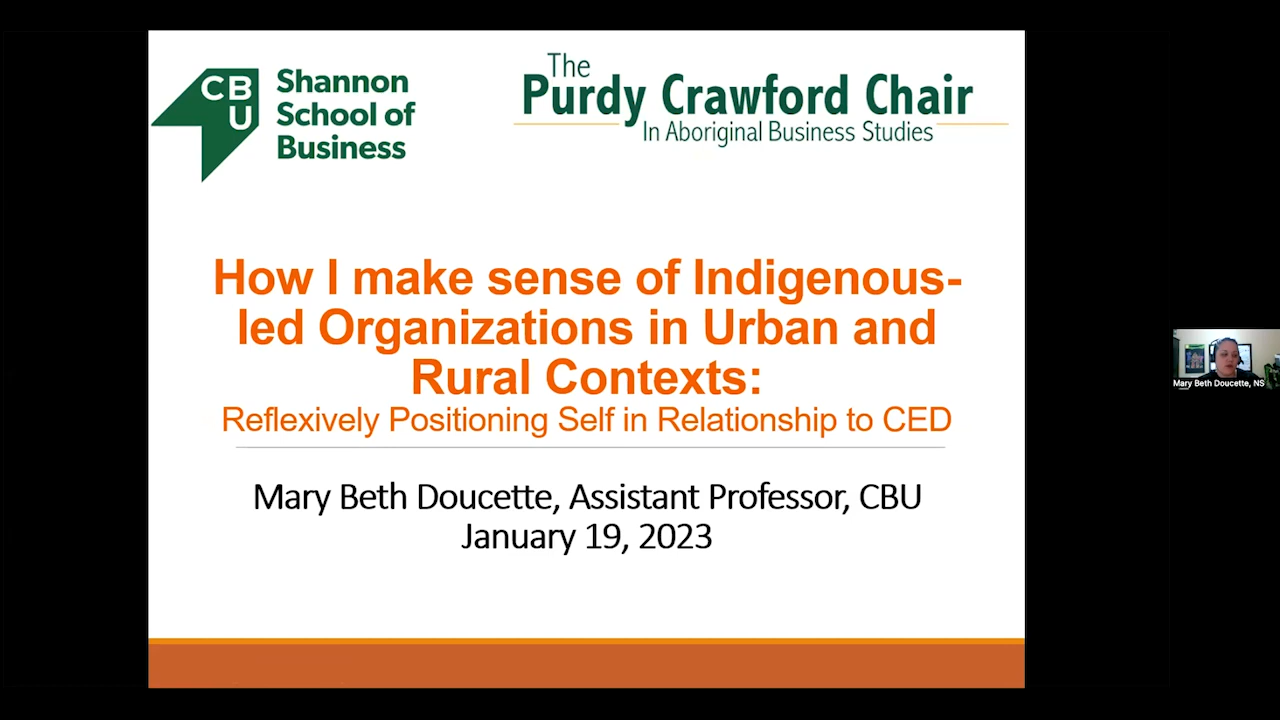 CB
U
Shannon
School of
Business
The
Purdy Crawford Chair
In Aboriginal Business Studies
How I make sense of Indigenous-
led Organizations in Urban and
Rural Contexts:
Reflexively Positioning Self in Relationship to CED
Mary Beth Doucette, Assistant Professor, CBU
January 19, 2023
Mary Beth Doucette, NS